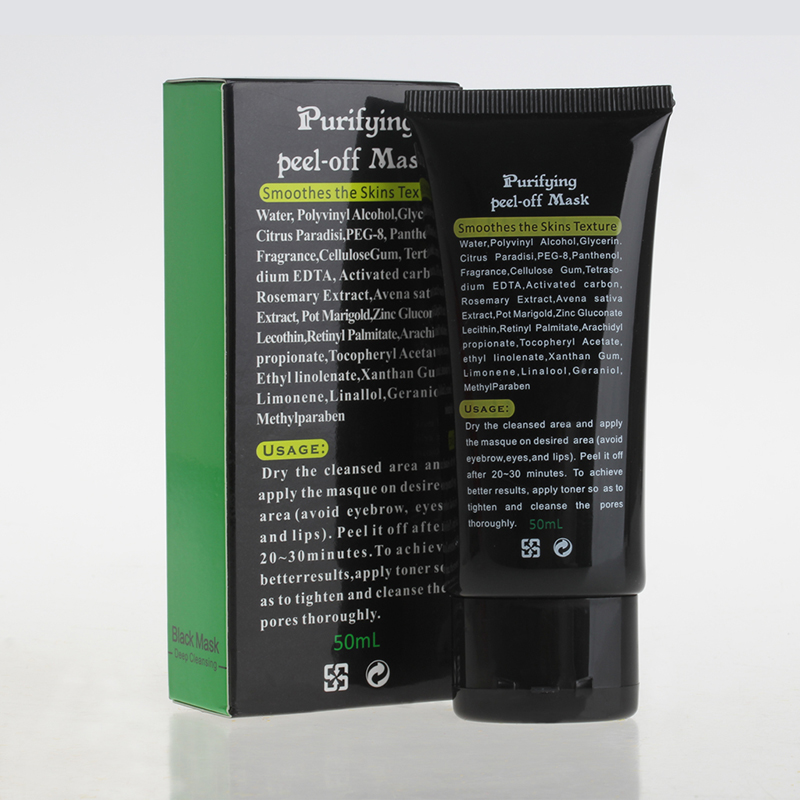 Purifying
peel-off Mas
Smoothes the Skins Tex
Water, Polyvinyl Alcohol,Glyc
Citrus Paradisi,PEG-8, Panthe
Fragrance,CelluloseGum, Tert
dium EDTA, Activated carb
Rosemary Extract,Avena sat
Extract, Pot Marigold,Zinc Glucon
Lecothin,Retinyl Palmitate,Arachi
propionate,Tocopheryl Aceta
Ethyl linolenate,Xanthan Gu
Limonene,Linallol,Geranio
Methylparaben
USAGE:
Dry the cleansed area an
apply the masque on desire
area (avoid eyebrow, eyes
and lips). Peel it off afte
20~30minutes.To achiev
betterresults,apply toner so
as to tighten and cleanse the
pores thoroughly.
50mL
Black Mask
Deep Cleansing
Purifying
peel-off Mask
Smoothes the Skins Texture
Water,Polyvinyl Alcohol,Glycerin.
Citrus Paradisi,PEG-8,Panthenol,
Fragrance,Cellulose Gum,Tetraso-
dium EDTA,Activated carbon,
Rosemary Extract,Avena sativa
Extract,Pot Marigold,Zinc Gluconate
Lecithin,Retinyl Palmitate,Arachidyl
propionate,Tocopheryl Acetate,
ethyl linolenate,Xanthan Gum,
Limonene,Linalool,Geraniol,
MethylParaben
USAGE:
Dry the cleansed area and apply
the masque on desired area (avoid
eyebrow,eyes,and lips). Peel it off
after 20~30 minutes. To achieve
better results, apply toner so as to
tighten and cleanse the pores
thoroughly. 50mL